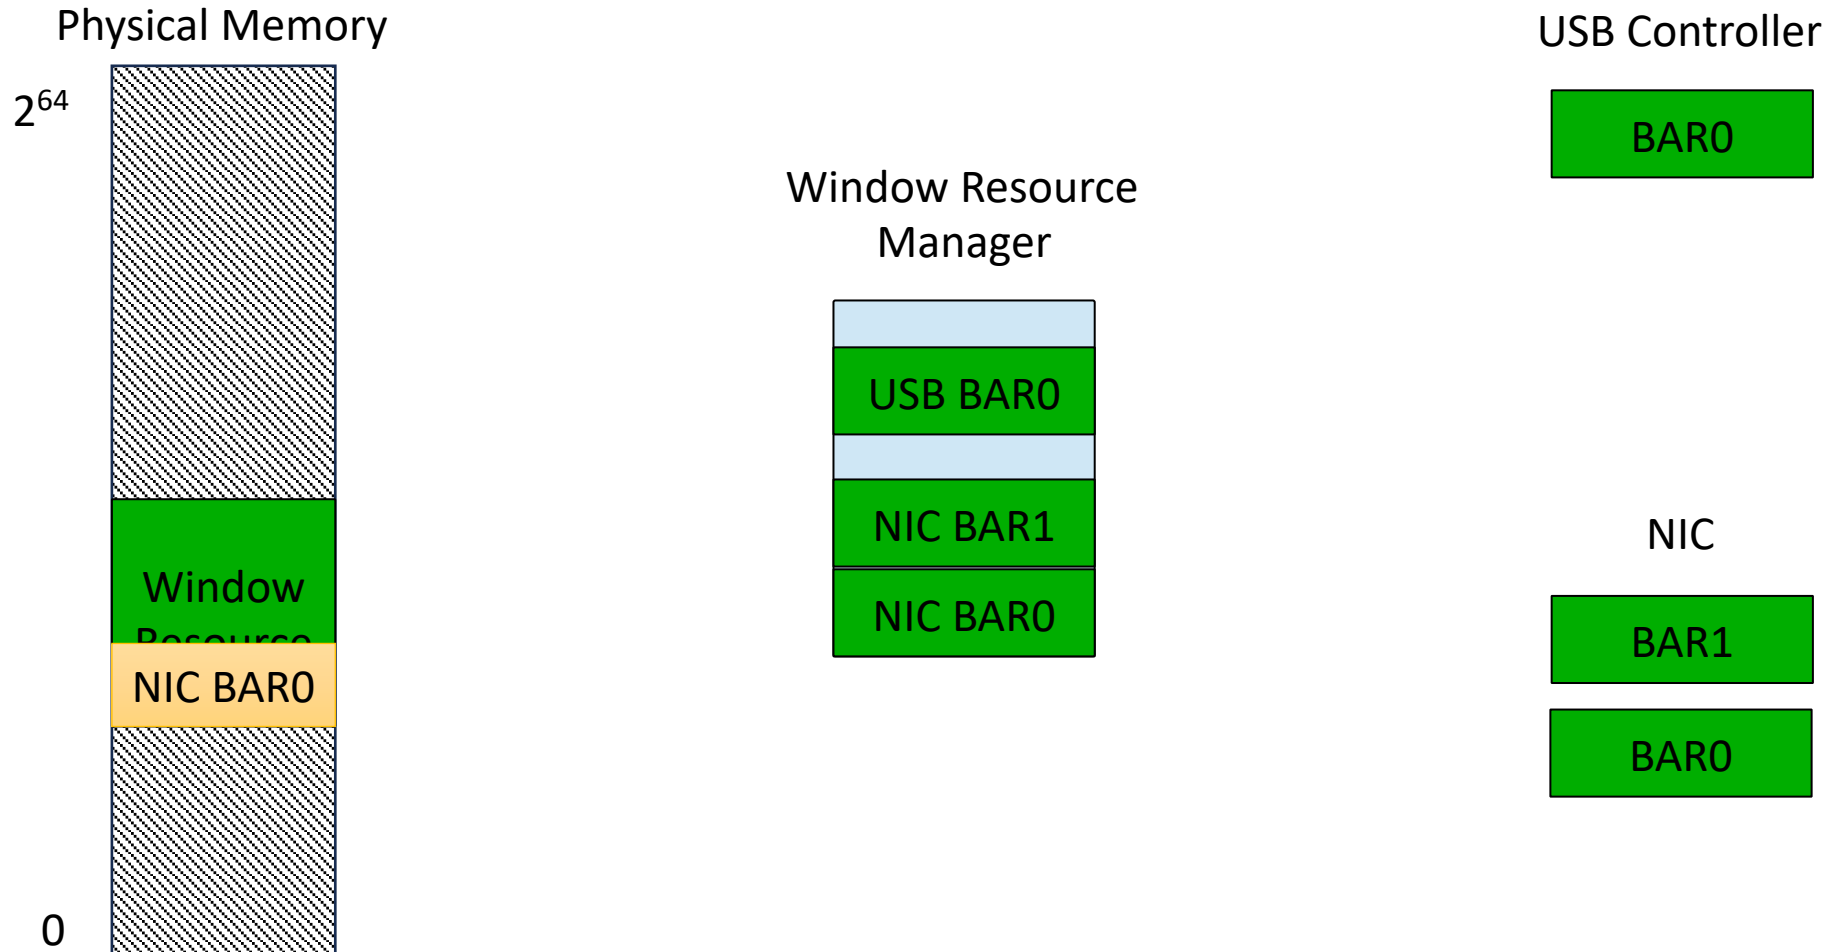 Physical Memory
2^64
Window
Resource
NIC BAR0
0
Window Resource
Manager
USB BAR0
NIC BAR1
NIC BAR0
USB Controller
BAR0
NIC
BAR1
BAR0